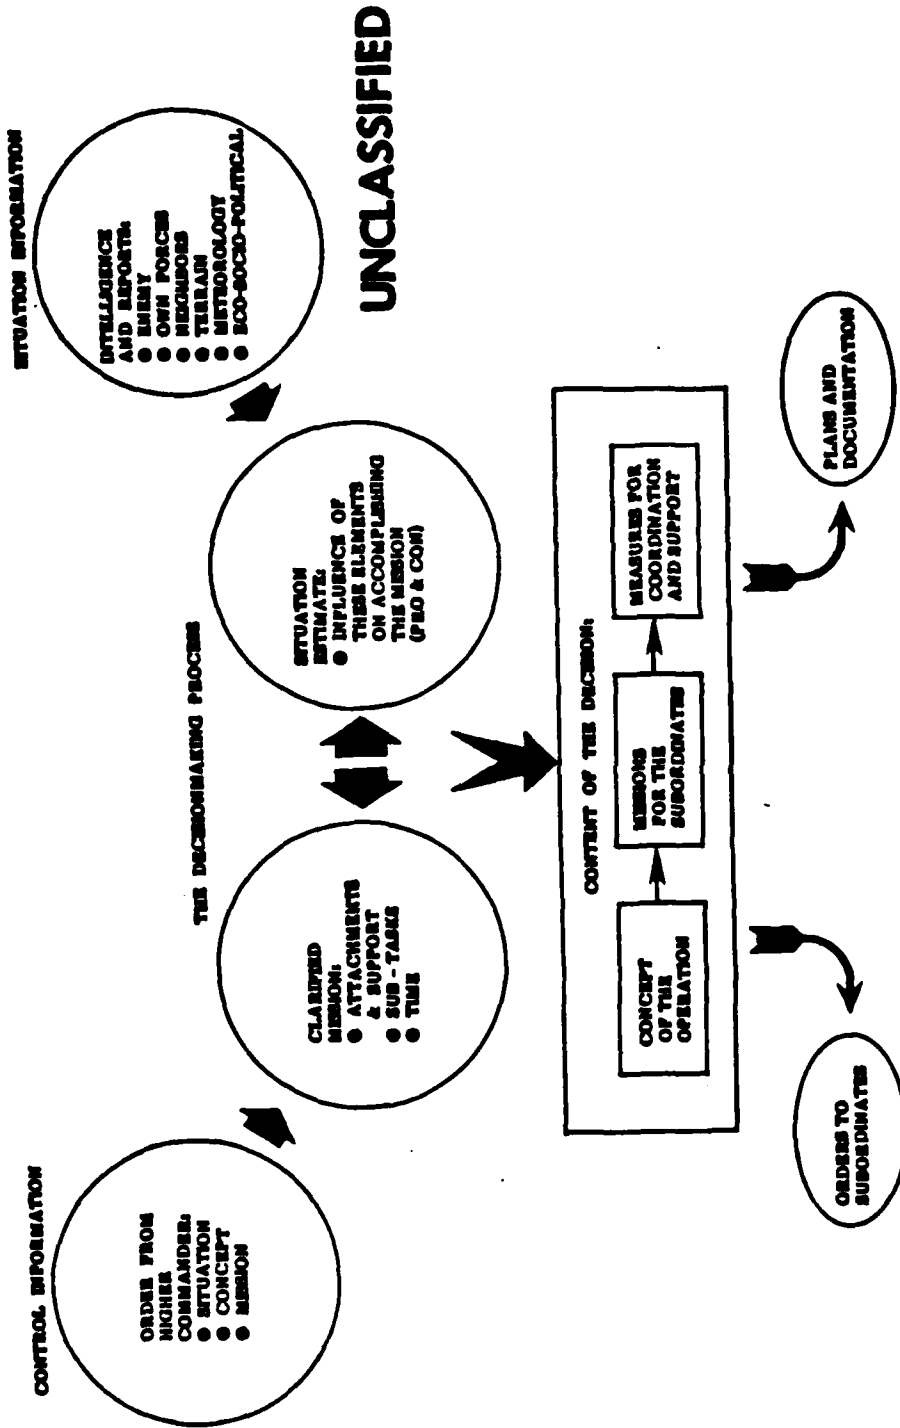 CONTROL INFORMATION
SITUATION INFORMATION
THE DECISIONMAKING PROCESS
ORDER FROM
HIGHER
COMMANDER:
● SITUATION
● CONCEPT
● MISSION
CLARIFIED
MISSION:
● ATTACHMENTS
& SUPPORT
● SUB - TASKS
● TIME
SITUATION
ESTIMATE:
● INFLUENCE OF
THESE ELEMENTS
ON ACCOMPLISHING
THE MISSION
(PRO & CON)
INTELLIGENCE
AND REPORTS:
● ENEMY
● OWN FORCES
● NEIGHBORS
● TERRAIN
● METEOROLOGY
● ECO-SOCIO-POLITICAL
UNCLASSIFIED
CONTENT OF THE DECISION:
CONCEPT
OF THE
OPERATION
MISSIONS
FOR THE
SUBORDINATES
MEASURES FOR
COORDINATION
AND SUPPORT
ORDERS TO
SUBORDINATES
PLANS AND
DOCUMENTATION